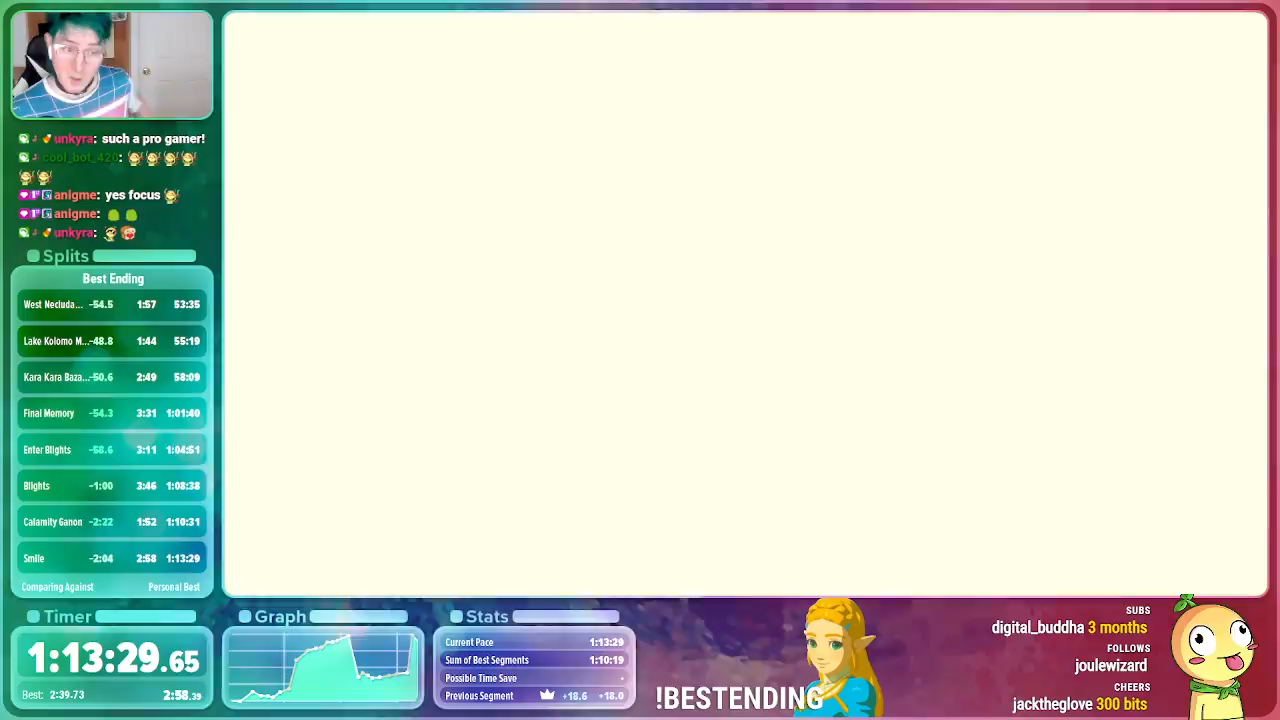 unkyra: such a pro gamer!
cool_bot_420:
anigme: yes focus
anigme:
unkyra:
Splits
Best Ending
West Necluda... -54.5 1:57 53:35
Lake Kolomo M... -48.8 1:44 55:19
Kara Kara Baza... -50.6 2:49 58:09
Final Memory -54.3 3:31 1:01:40
Enter Blights -58.6 3:11 1:04:51
Blights -1:00 3:46 1:08:38
Calamity Ganon -2:22 1:52 1:10:31
Smile -2:04 2:58 1:13:29
Comparing Against Personal Best
Timer
1:13:29.65
Best: 2:39.73 2:58.39
Graph
Stats
Current Pace 1:13:29
Sum of Best Segments 1:10:19
Possible Time Save -
Previous Segment +18.6 +18.0
!BESTENDING
SUBS
digital_buddha 3 months
FOLLOWS
joulewizard
CHEERS
jacktheglove 300 bits